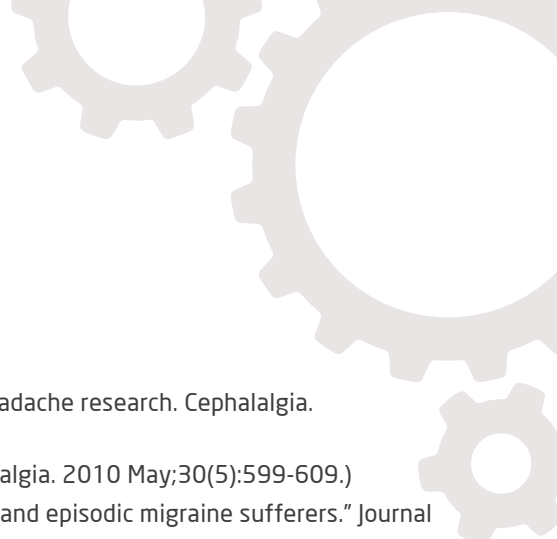 adache research. Cephalalgia.
algia. 2010 May;30(5):599-609.)
and episodic migraine sufferers.” Journal